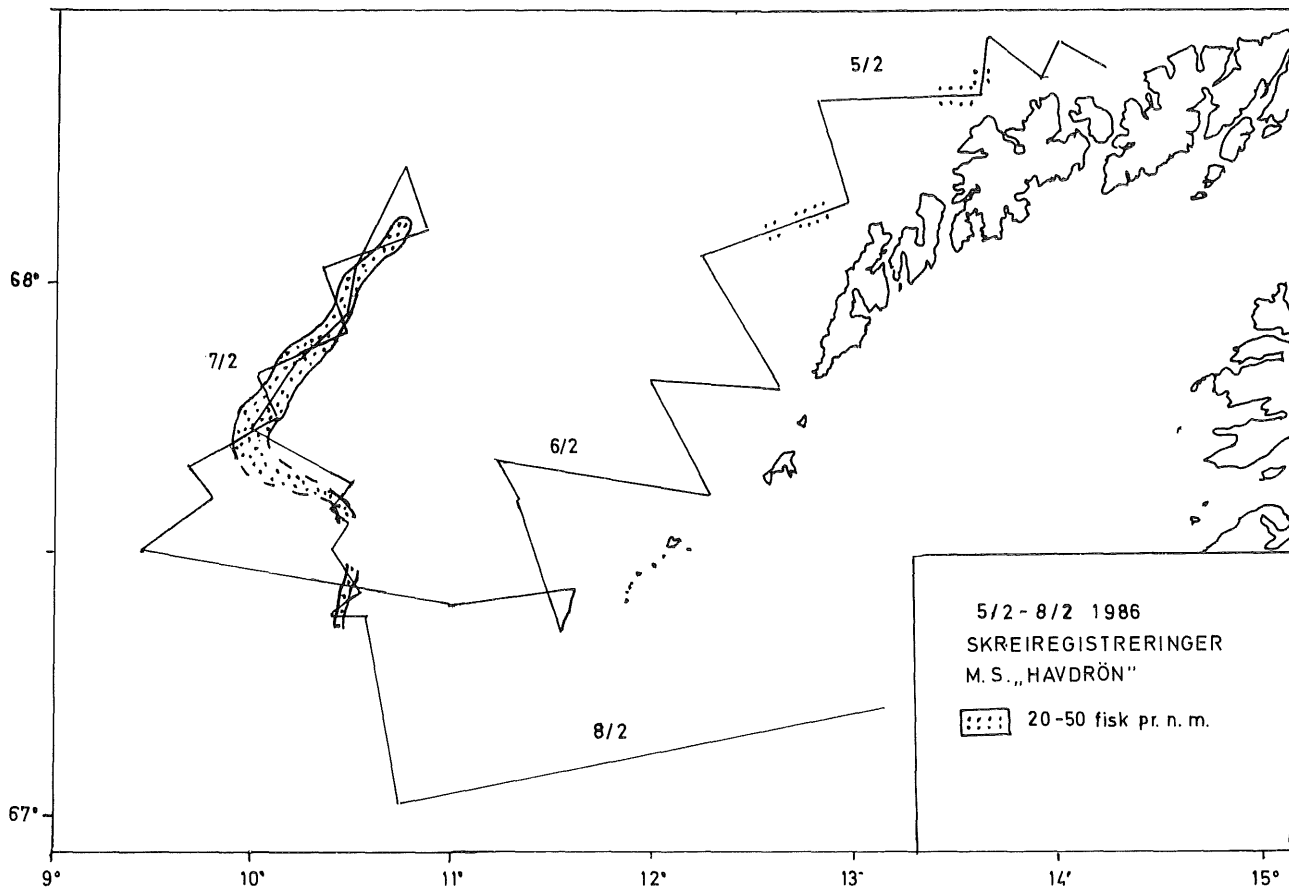 5/2
68°
7/2
6/2
5/2 - 8/2 1986
SKREIREGISTRERINGER
M. S. „HAVDRÖN"
20-50 fisk pr. n. m.
8/2
67°
9° 10° 11° 12° 13° 14° 15°